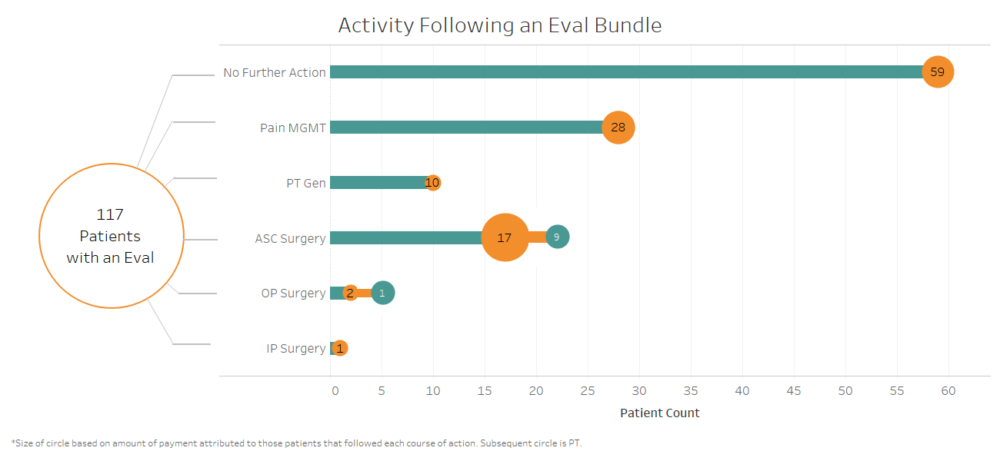 Activity Following an Eval Bundle
117
Patients
with an Eval
No Further Action
59
Pain MGMT
28
PT Gen
10
ASC Surgery
17
9
OP Surgery
2
1
IP Surgery
1
0 5 10 15 20 25 30 35 40 45 50 55 60
Patient Count
*Size of circle based on amount of payment attributed to those patients that followed each course of action. Subsequent circle is PT.